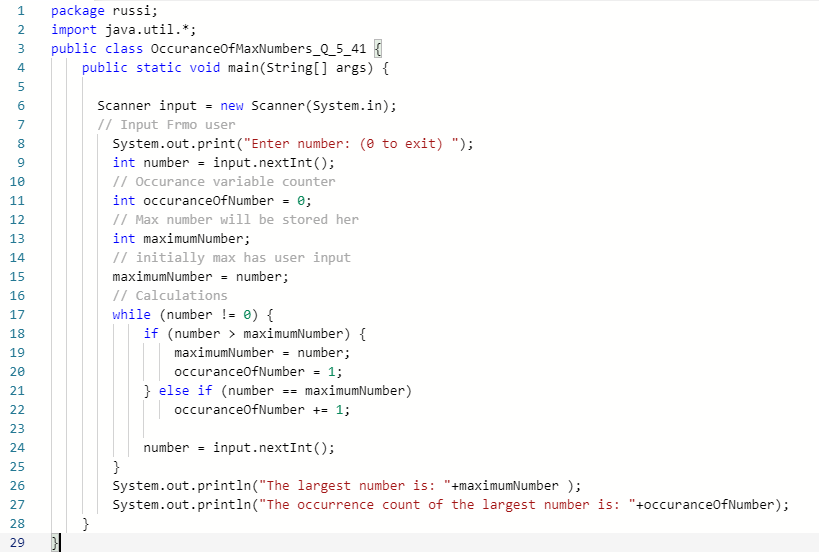 1 package russi;
2 import java.util.*;
3 public class OccuranceOfMaxNumbers_Q_5_41 {
4     public static void main(String[] args) {
5
6       Scanner input = new Scanner(System.in);
7       // Input Frmo user
8         System.out.print("Enter number: (0 to exit) ");
9         int number = input.nextInt();
10         // Occurance variable counter
11         int occuranceOfNumber = 0;
12         // Max number will be stored her
13         int maximumNumber;
14         // initially max has user input
15         maximumNumber = number;
16         // Calculations
17         while (number != 0) {
18             if (number > maximumNumber) {
19                 maximumNumber = number;
20                 occuranceOfNumber = 1;
21             } else if (number == maximumNumber)
22                 occuranceOfNumber += 1;
23
24             number = input.nextInt();
25         }
26         System.out.println("The largest number is: "+maximumNumber );
27         System.out.println("The occurrence count of the largest number is: "+occuranceOfNumber);
28     }
29 }